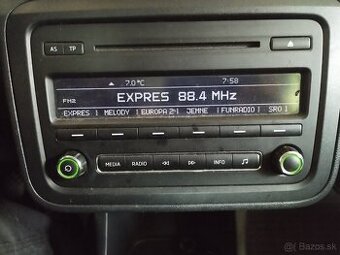 AS TP
7.0°C 7:58
FM2 EXPRES 88.4 MHz
EXPRES MELODY EUROPA 2 JEMNE FUNRADIO SRO
MEDIA RADIO INFO
Bazos.sk